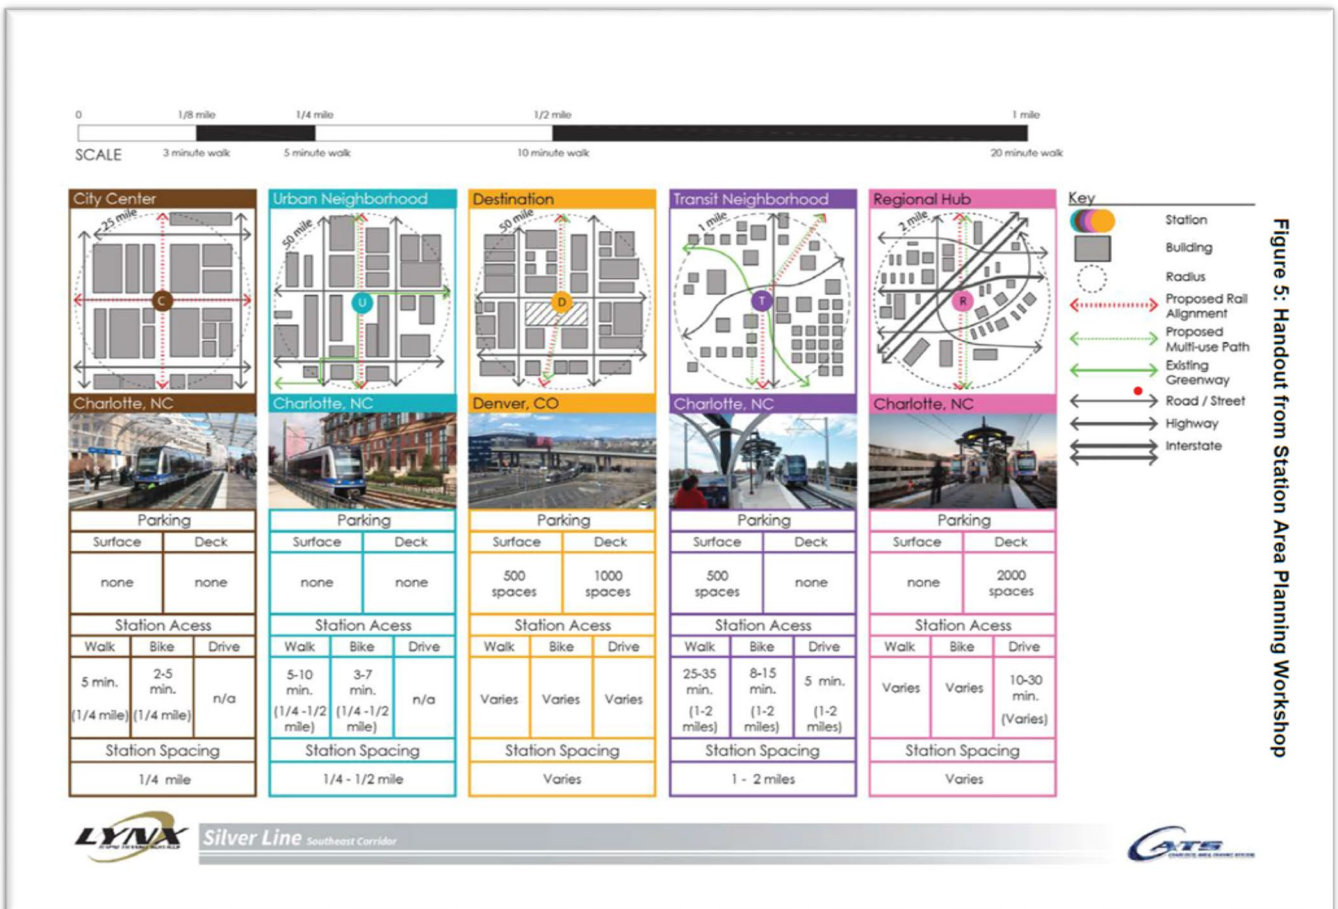 0 1/8 mile 1/4 mile 1/2 mile 1 mile
SCALE 3 minute walk 5 minute walk 10 minute walk 20 minute walk
City Center
.25 mile
C
Charlotte, NC
Parking
Surface Deck
none none
Station Acess
Walk Bike Drive
5 min.
(1/4 mile)
2-5
min.
(1/4 mile)
n/a
Station Spacing
1/4 mile
Urban Neighborhood
.50 mile
U
Charlotte, NC
Parking
Surface Deck
none none
Station Acess
Walk Bike Drive
5-10
min.
(1/4 -1/2
mile)
3-7
min.
(1/4 -1/2
mile)
n/a
Station Spacing
1/4 - 1/2 mile
Destination
.50 mile
D
Denver, CO
Parking
Surface Deck
500
spaces
1000
spaces
Station Acess
Walk Bike Drive
Varies Varies Varies
Station Spacing
Varies
Transit Neighborhood
1 mile
T
Charlotte, NC
Parking
Surface Deck
500
spaces
none
Station Acess
Walk Bike Drive
25-35
min.
(1-2
miles)
8-15
min.
(1-2
miles)
5 min.
(1-2
miles)
Station Spacing
1 - 2 miles
Regional Hub
2 mile
R
Charlotte, NC
Parking
Surface Deck
none
2000
spaces
Station Acess
Walk Bike Drive
Varies Varies
10-30
min.
(Varies)
Station Spacing
Varies
Key
Station
Building
Radius
Proposed Rail
Alignment
Proposed
Multi-use Path
Existing
Greenway
Road / Street
Highway
Interstate
Figure 5: Handout from Station Area Planning Workshop
LYNX
Silver Line Southeast Corridor
CATS